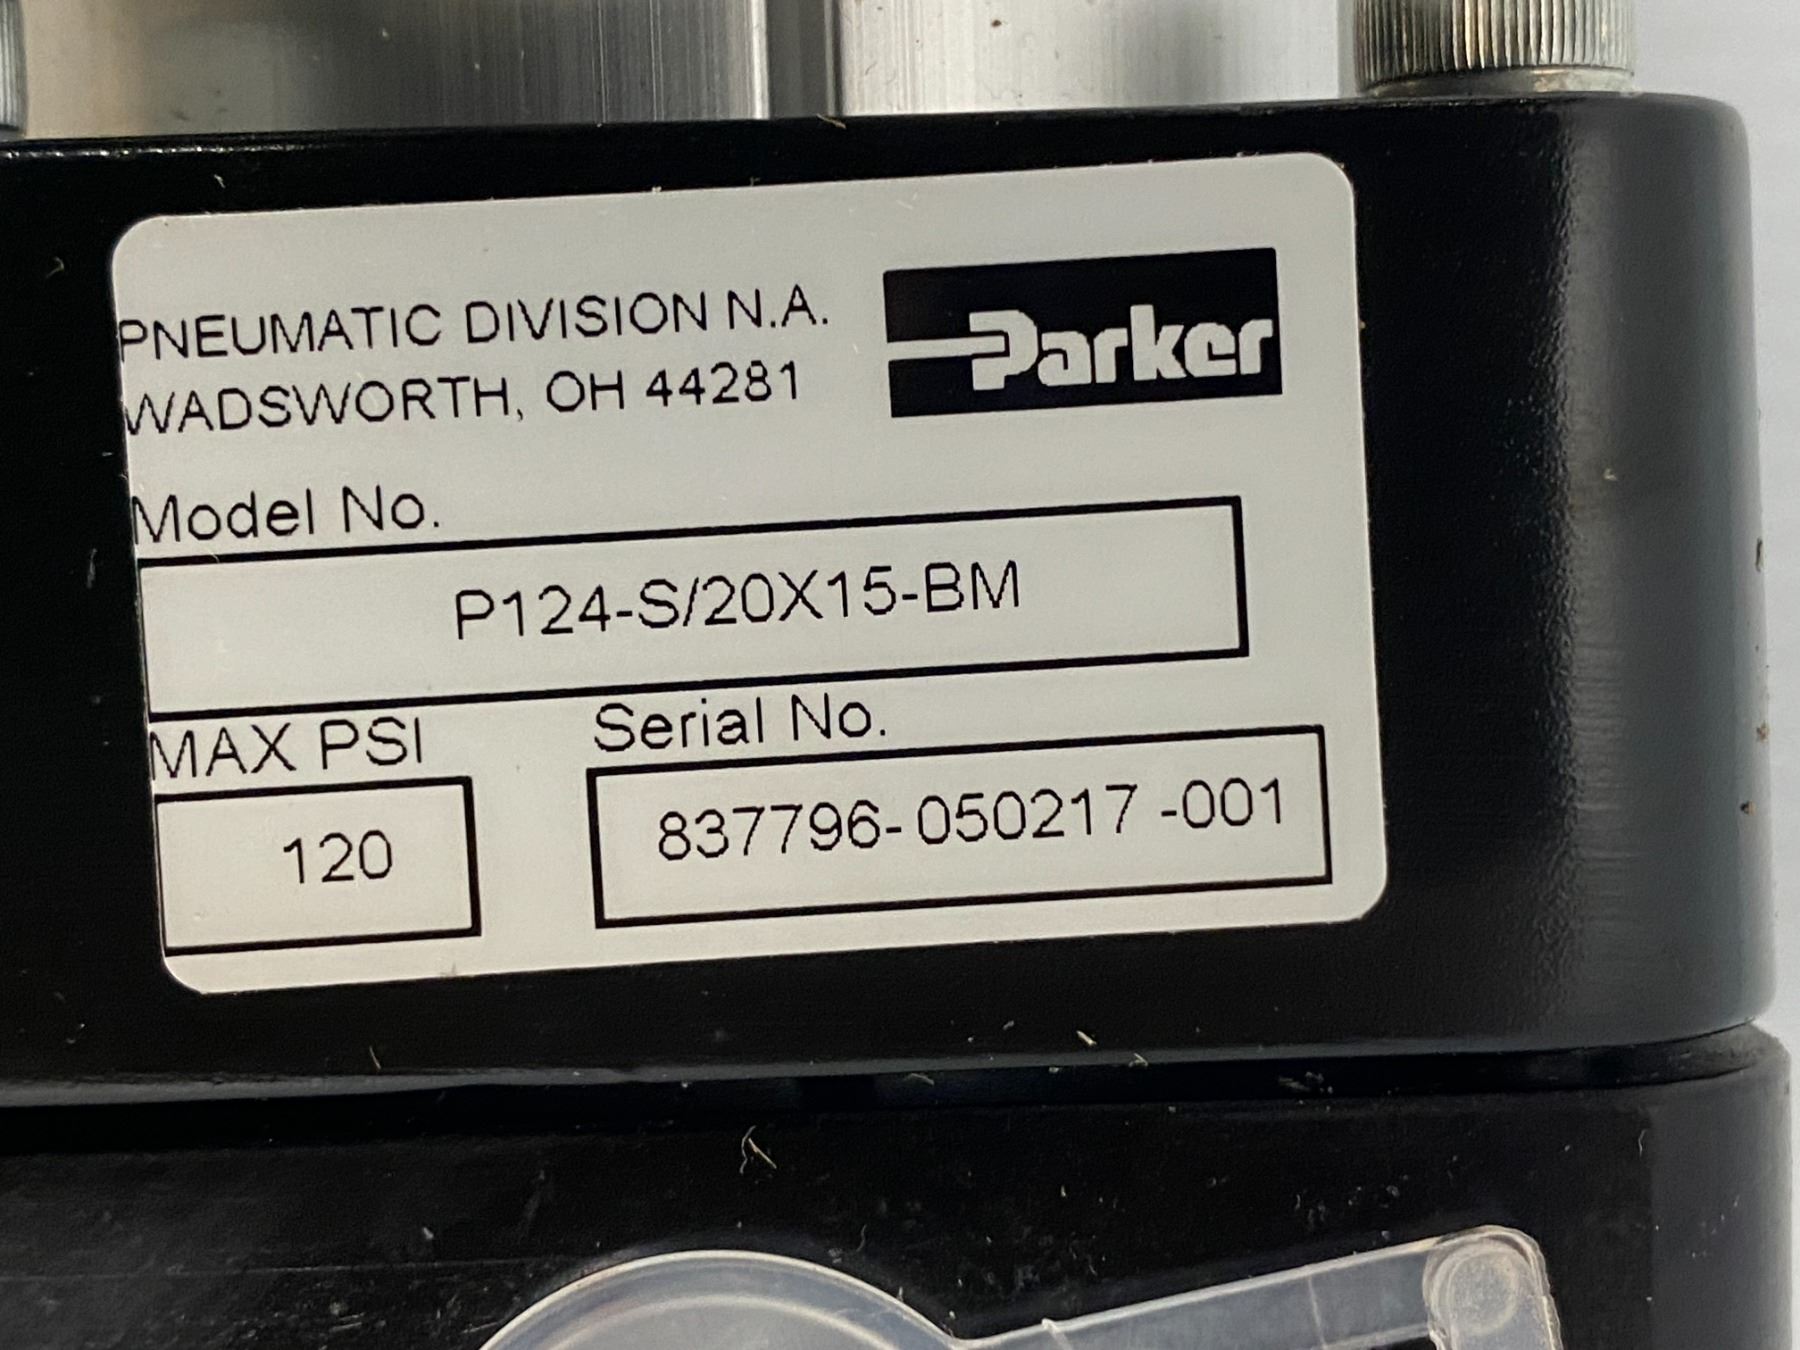 PNEUMATIC DIVISION N.A.
WADSWORTH, OH 44281
Parker
Model No.
P124-S/20X15-BM
MAX PSI
120
Serial No.
837796-050217-001